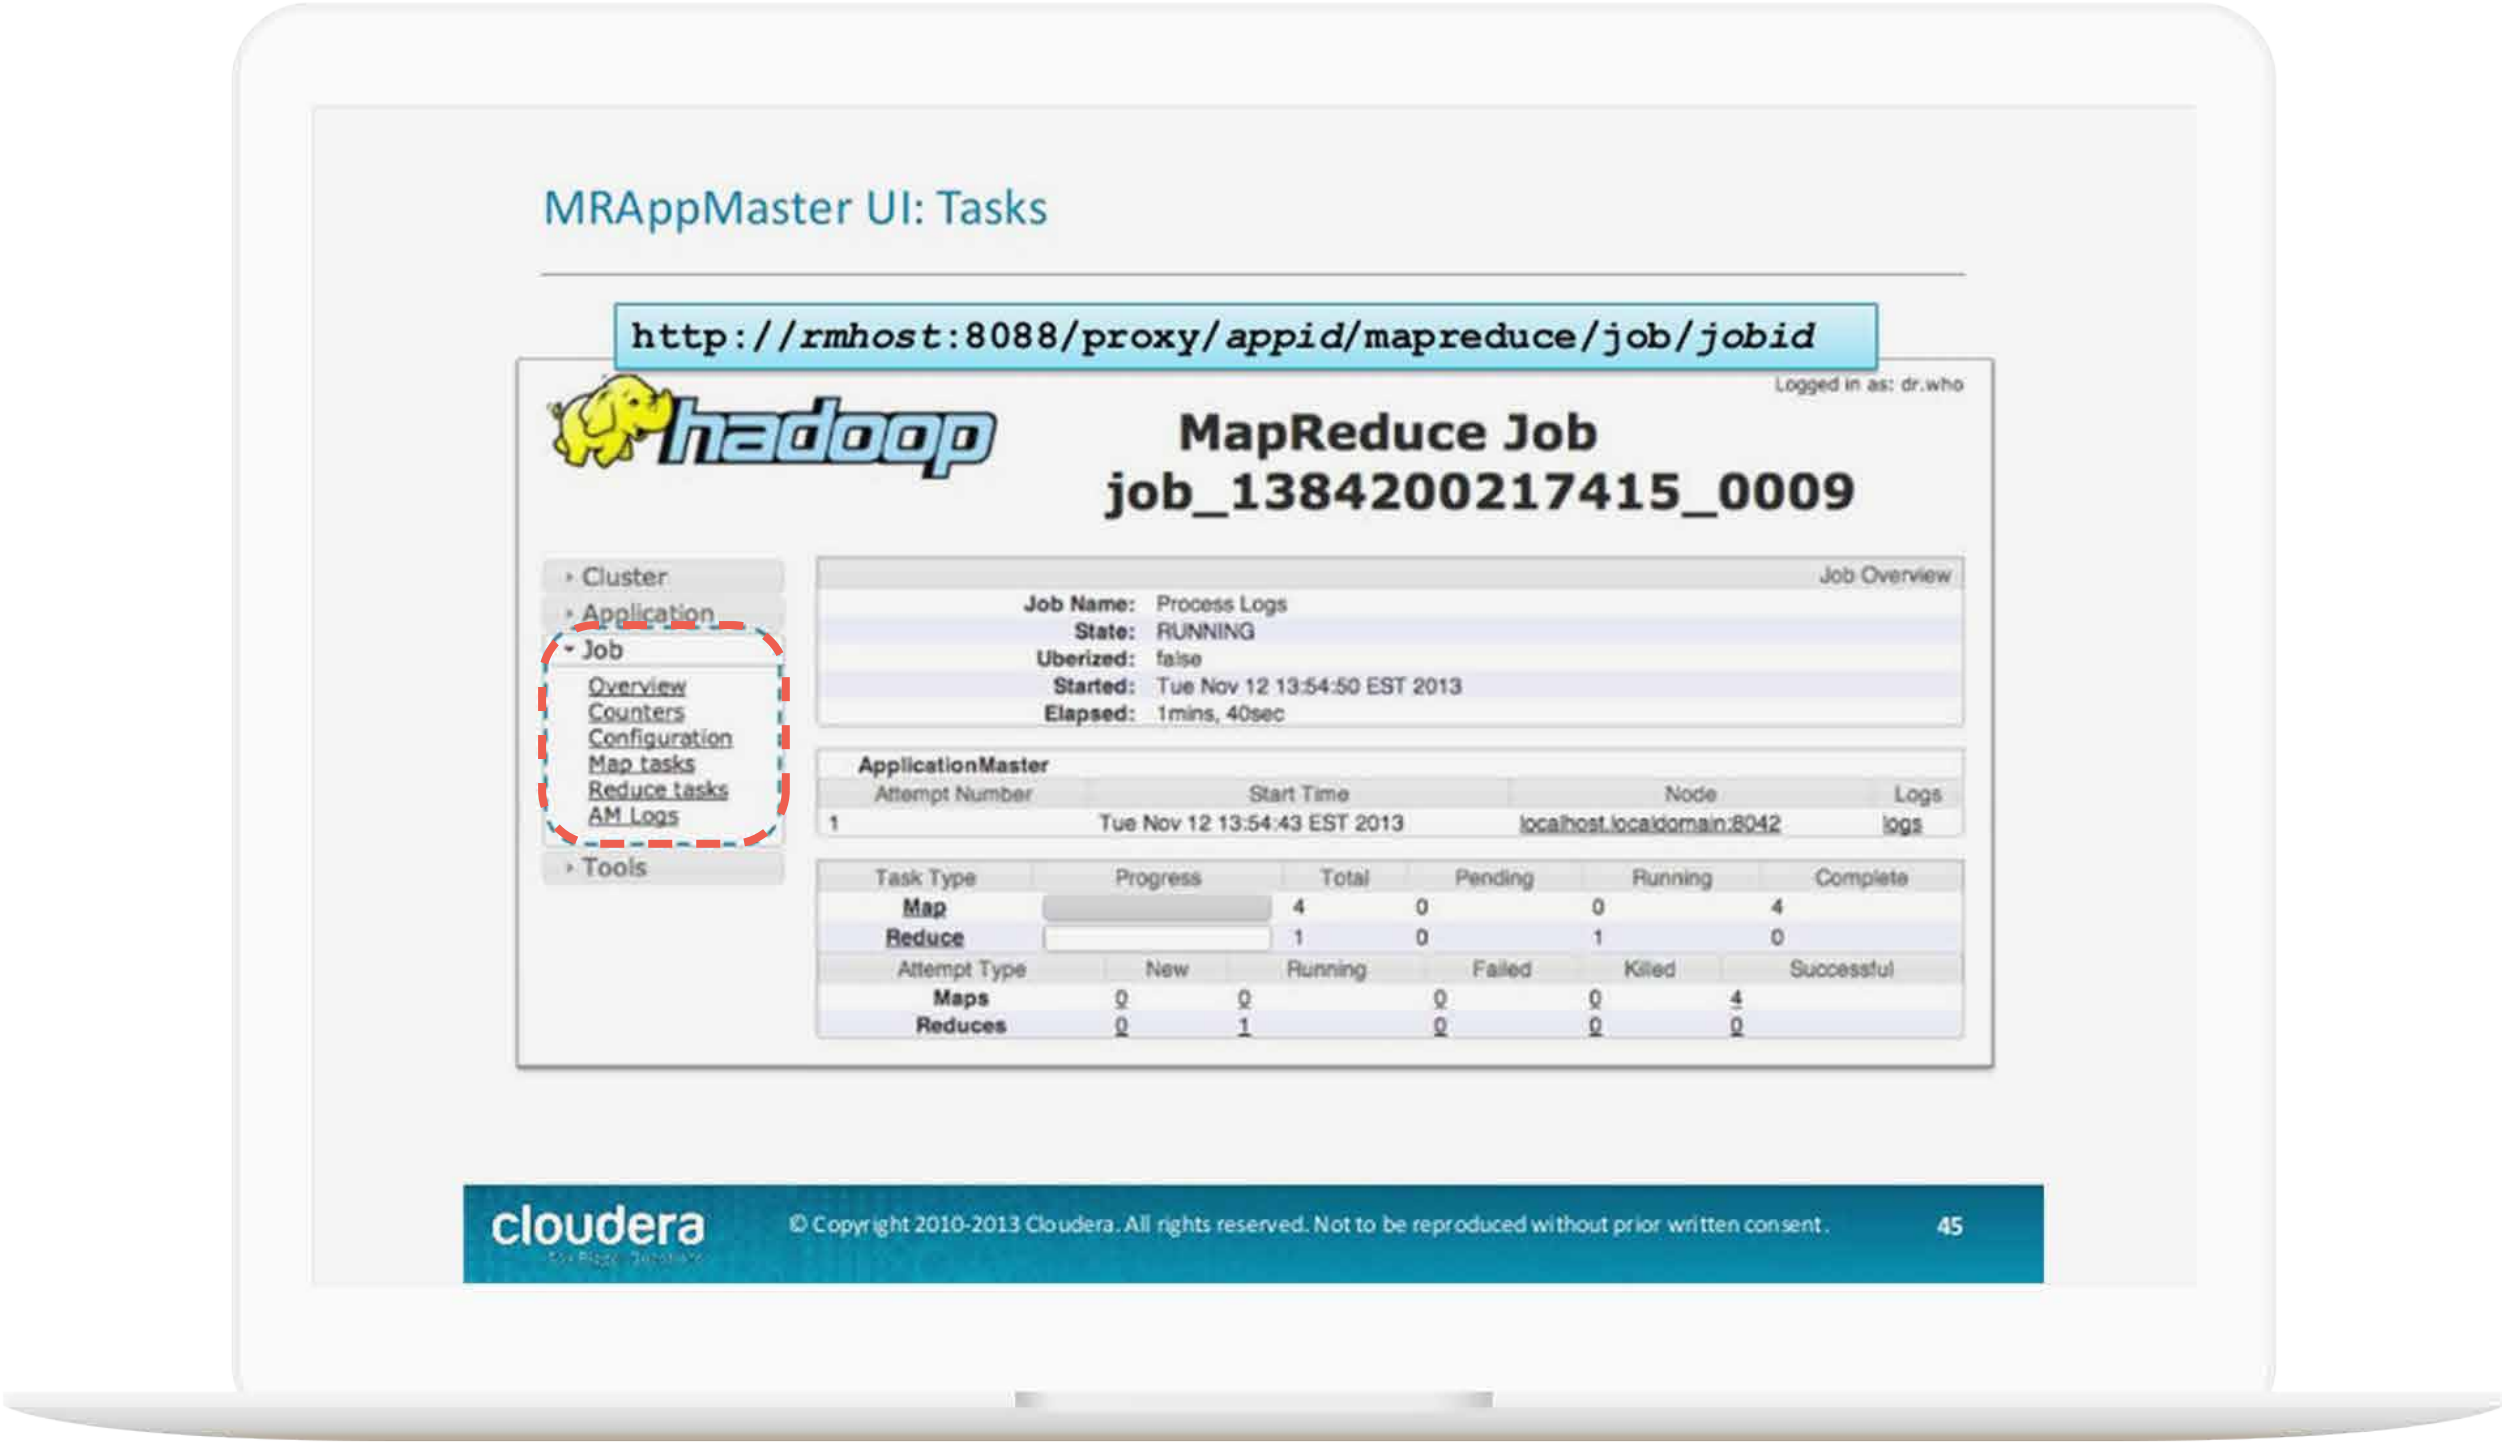 MRAppMaster UI: Tasks
http://rmhost:8088/proxy/appid/mapreduce/job/jobid
Logged in as: dr.who
hadoop
MapReduce Job
job_1384200217415_0009
Cluster
Application
Job
Overview
Counters
Configuration
Map tasks
Reduce tasks
AM Logs
Tools
Job Overview
Job Name: Process Logs
State: RUNNING
Uberized: false
Started: Tue Nov 12 13:54:50 EST 2013
Elapsed: 1mins, 40sec
ApplicationMaster
Attempt Number Start Time Node Logs
1 Tue Nov 12 13:54:43 EST 2013 localhost.localdomain:8042 logs
Task Type Progress Total Pending Running Complete
Map 4 0 0 4
Reduce 1 0 1 0
Attempt Type New Running Failed Killed Successful
Maps 0 0 0 0 4
Reduces 0 1 0 0 0
cloudera
© Copyright 2010-2013 Cloudera. All rights reserved. Not to be reproduced without prior written consent.
45